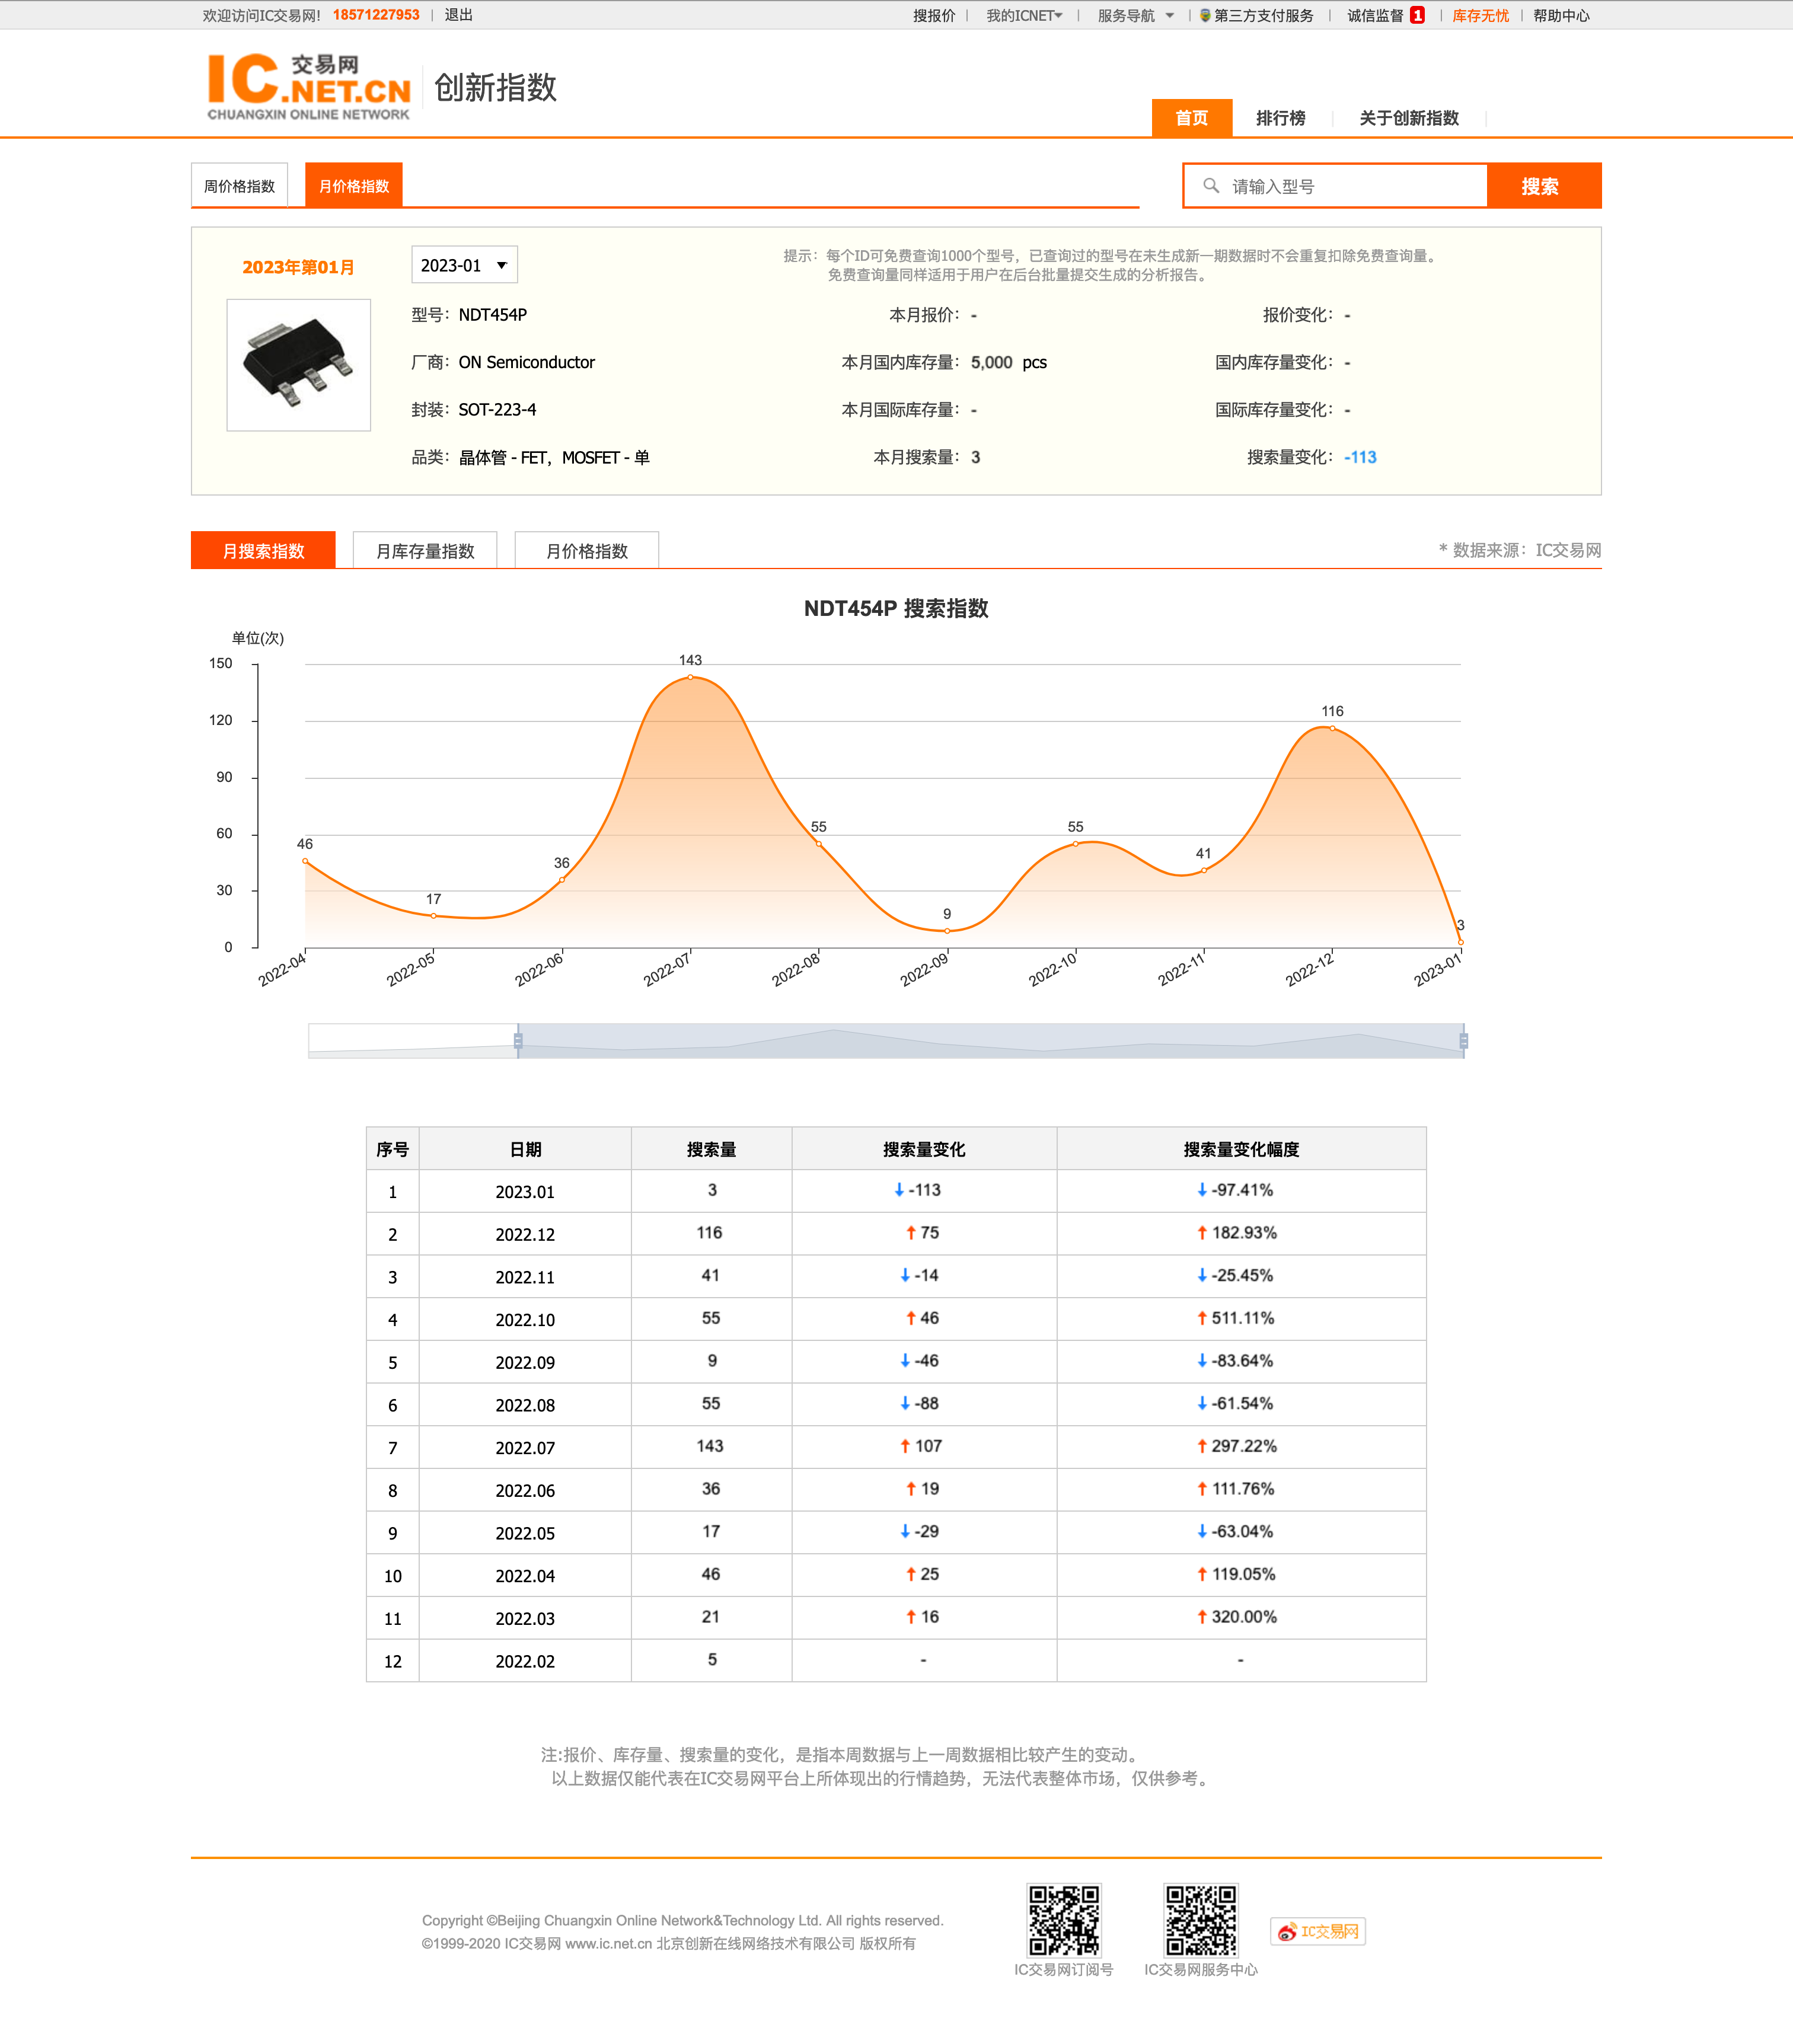 欢迎访问IC交易网! 18571227953 | 退出 搜报价 | 我的ICNET | 服务导航 | 第三方支付服务 | 诚信监督 1 | 库存无忧 | 帮助中心
IC 交易网 .NET.CN 创新指数
CHUANGXIN ONLINE NETWORK
首页 排行榜 关于创新指数
周价格指数 月价格指数 请输入型号 搜索
2023年第01月 2023-01 提示：每个ID可免费查询1000个型号，已查询过的型号在未生成新一期数据时不会重复扣除免费查询量。
免费查询量同样适用于用户在后台批量提交生成的分析报告。
型号：NDT454P 本月报价： - 报价变化： -
厂商：ON Semiconductor 本月国内库存量： 5,000 pcs 国内库存量变化： -
封装：SOT-223-4 本月国际库存量： - 国际库存量变化： -
品类：晶体管 - FET，MOSFET - 单 本月搜索量： 3 搜索量变化： -113
月搜索指数 月库存量指数 月价格指数 * 数据来源：IC交易网
NDT454P 搜索指数
单位(次)
150
120
90
60
30
0
46 17 36 143 55 9 55 41 116 3
2022-04 2022-05 2022-06 2022-07 2022-08 2022-09 2022-10 2022-11 2022-12 2023-01
序号 日期 搜索量 搜索量变化 搜索量变化幅度
1 2023.01 3 ↓ -113 ↓ -97.41%
2 2022.12 116 ↑ 75 ↑ 182.93%
3 2022.11 41 ↓ -14 ↓ -25.45%
4 2022.10 55 ↑ 46 ↑ 511.11%
5 2022.09 9 ↓ -46 ↓ -83.64%
6 2022.08 55 ↓ -88 ↓ -61.54%
7 2022.07 143 ↑ 107 ↑ 297.22%
8 2022.06 36 ↑ 19 ↑ 111.76%
9 2022.05 17 ↓ -29 ↓ -63.04%
10 2022.04 46 ↑ 25 ↑ 119.05%
11 2022.03 21 ↑ 16 ↑ 320.00%
12 2022.02 5 - -
注:报价、库存量、搜索量的变化，是指本周数据与上一周数据相比较产生的变动。
以上数据仅能代表在IC交易网平台上所体现出的行情趋势，无法代表整体市场，仅供参考。
Copyright ©Beijing Chuangxin Online Network&Technology Ltd. All rights reserved.
©1999-2020 IC交易网 www.ic.net.cn 北京创新在线网络技术有限公司 版权所有
IC交易网
IC交易网订阅号 IC交易网服务中心